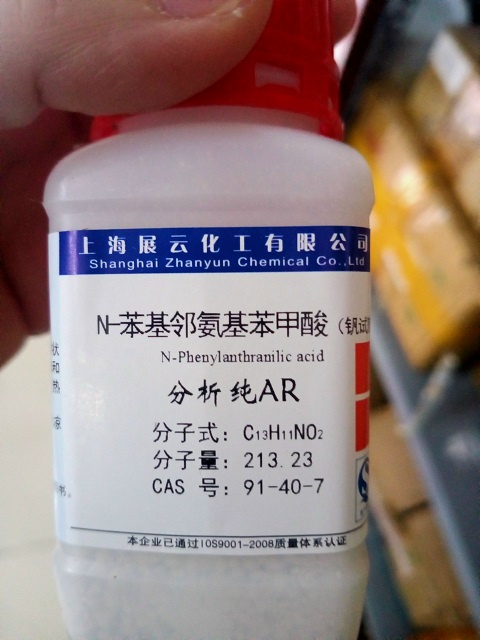 上海展云化工有限公司
Shanghai Zhanyun Chemical Co.,Ltd
N-苯基邻氨基苯甲酸（钒试
N-Phenylanthranilic acid
分析纯AR
分子式：C13H11NO2
分子量：213.23
CAS 号：91-40-7
本企业已通过IOS9001-2008质量体系认证